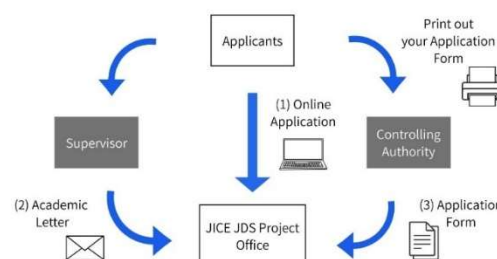 Applicants
Print out
your Application
Form
(1) Online
Application
Supervisor
Controlling
Authority
(2) Academic
Letter
JICE JDS Project
Office
(3) Application
Form